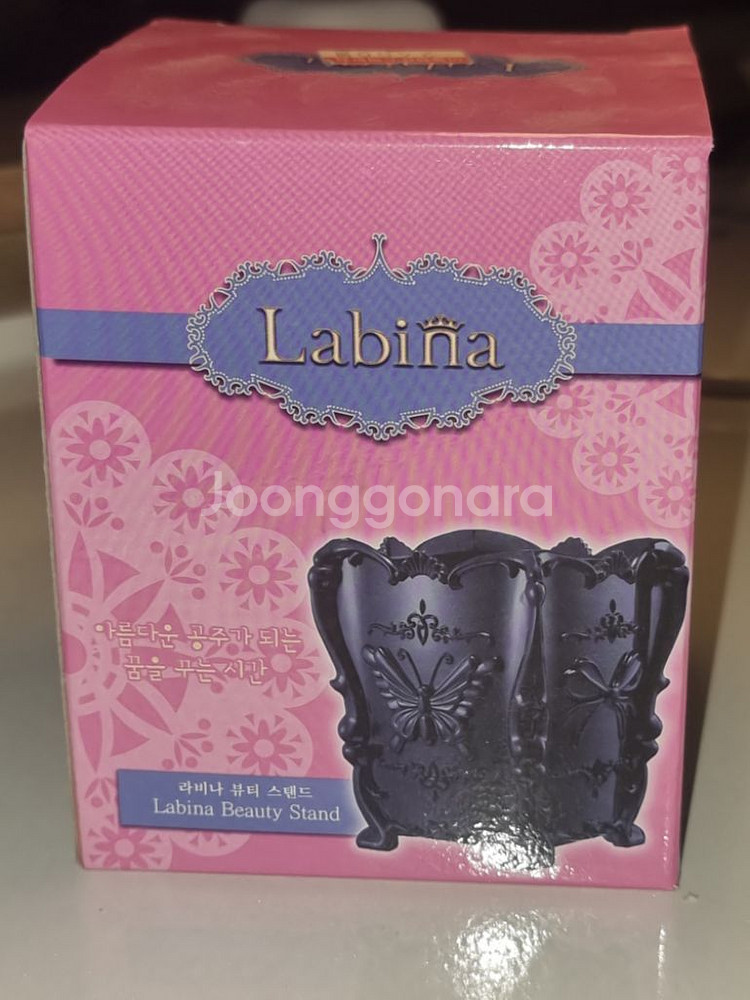 Labina
Joonggonara
아름다운 공주가 되는
꿈을 꾸는 시간
라비나 뷰티 스탠드
Labina Beauty Stand